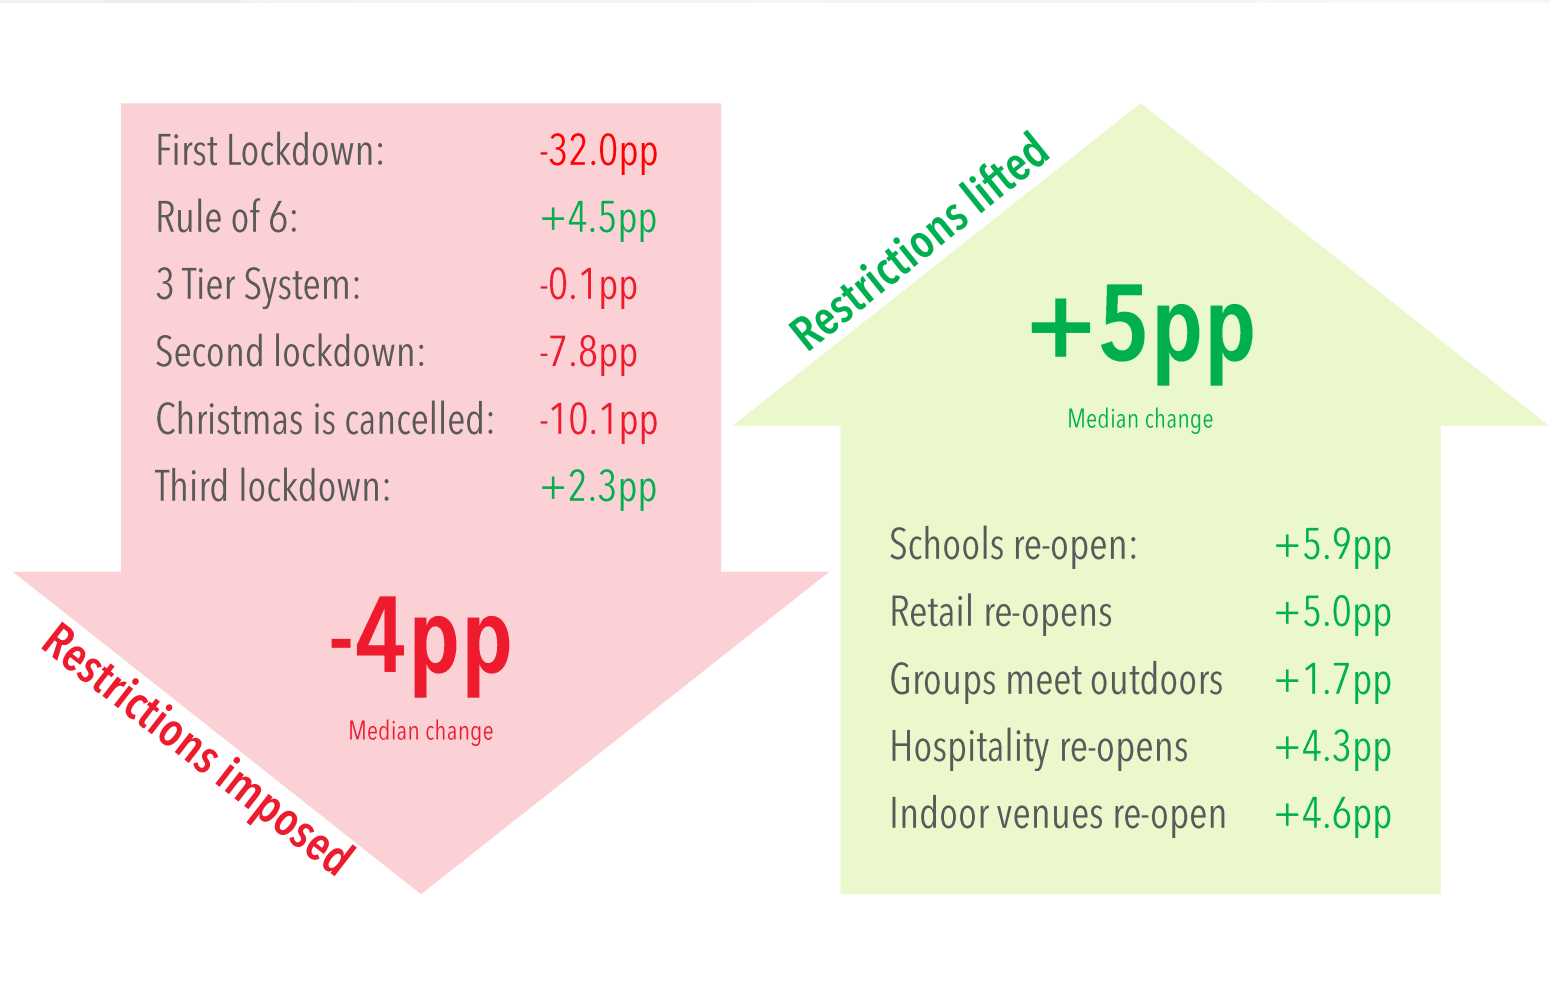 First Lockdown: -32.0pp
Rule of 6: +4.5pp
3 Tier System: -0.1pp
Second lockdown: -7.8pp
Christmas is cancelled: -10.1pp
Third lockdown: +2.3pp
-4pp
Median change
Restrictions imposed
Restrictions lifted
+5pp
Median change
Schools re-open: +5.9pp
Retail re-opens +5.0pp
Groups meet outdoors +1.7pp
Hospitality re-opens +4.3pp
Indoor venues re-open +4.6pp